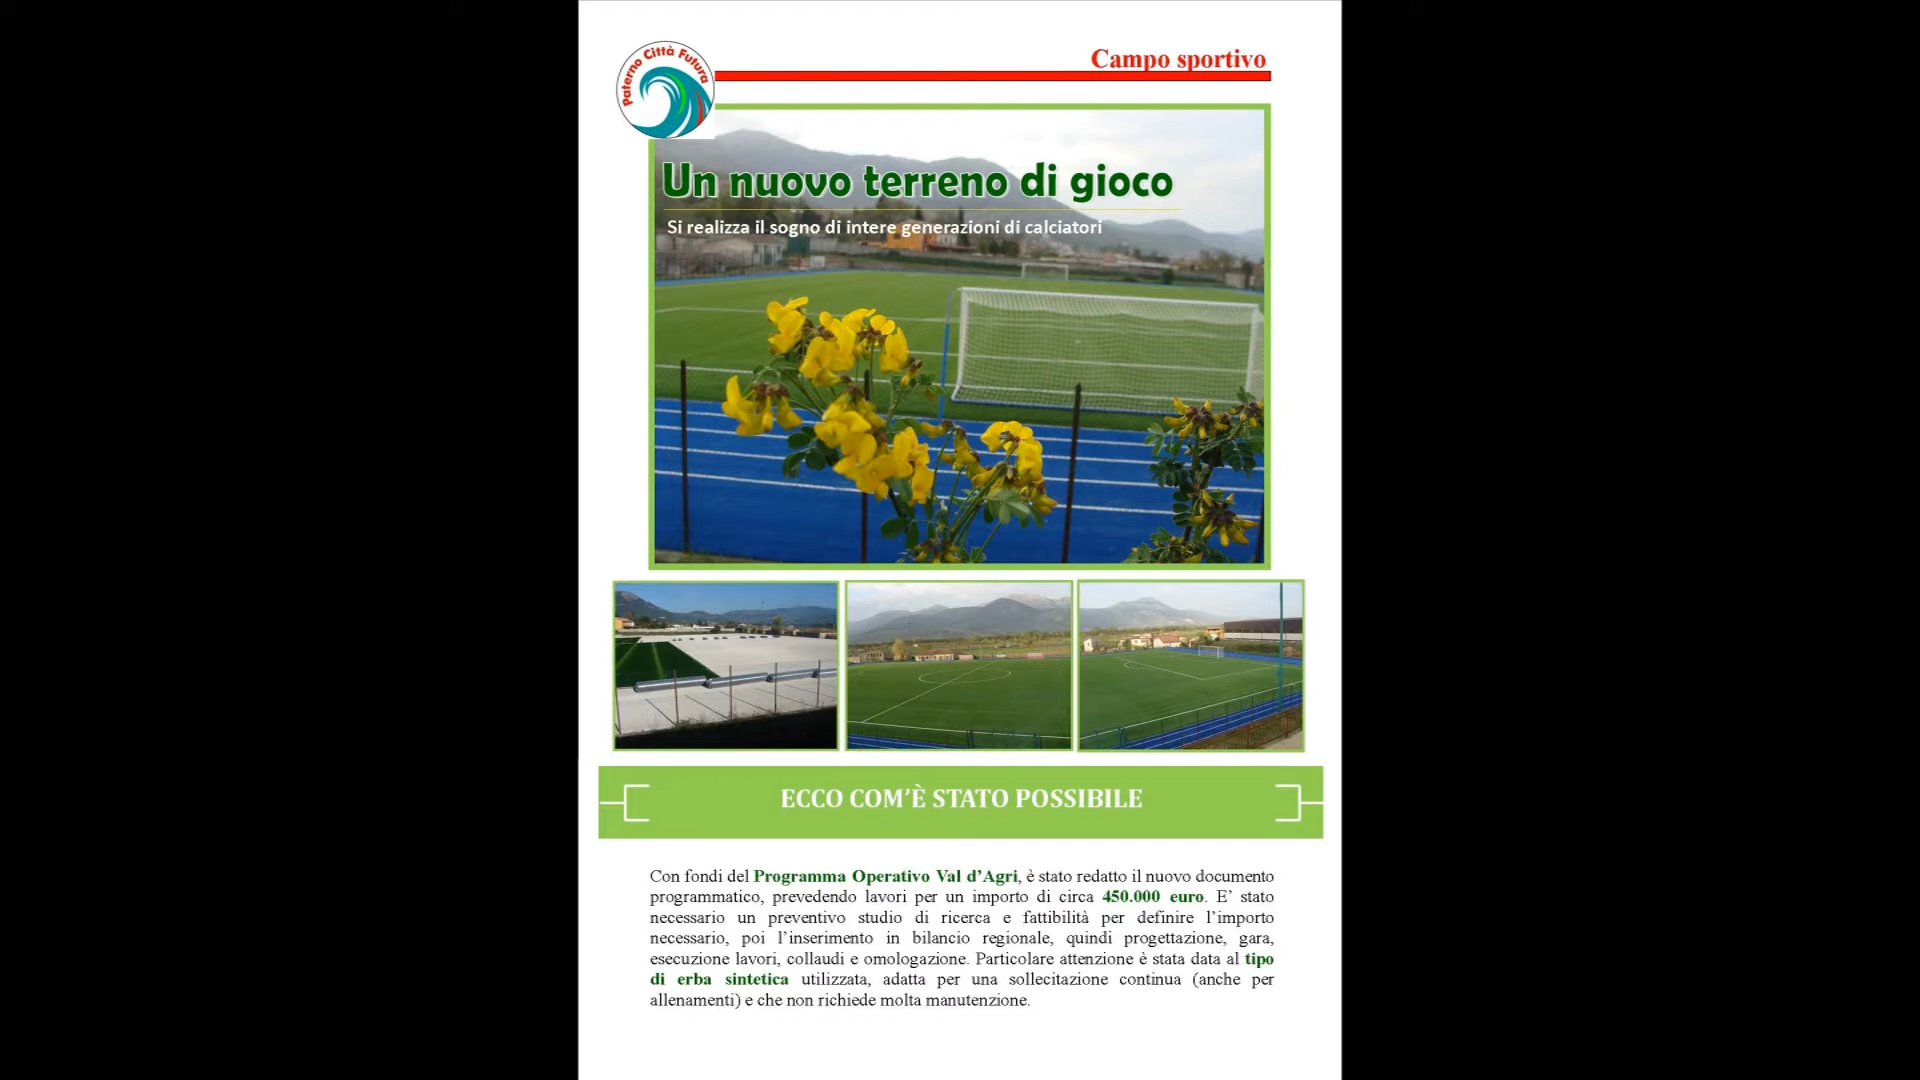 Paterno Città Futura
Campo sportivo
Un nuovo terreno di gioco
Si realizza il sogno di intere generazioni di calciatori
ECCO COM'È STATO POSSIBILE
Con fondi del Programma Operativo Val d'Agri, è stato redatto il nuovo documento
programmatico, prevedendo lavori per un importo di circa 450.000 euro. E' stato
necessario un preventivo studio di ricerca e fattibilità per definire l'importo
necessario, poi l'inserimento in bilancio regionale, quindi progettazione, gara,
esecuzione lavori, collaudi e omologazione. Particolare attenzione è stata data al tipo
di erba sintetica utilizzata, adatta per una sollecitazione continua (anche per
allenamenti) e che non richiede molta manutenzione.